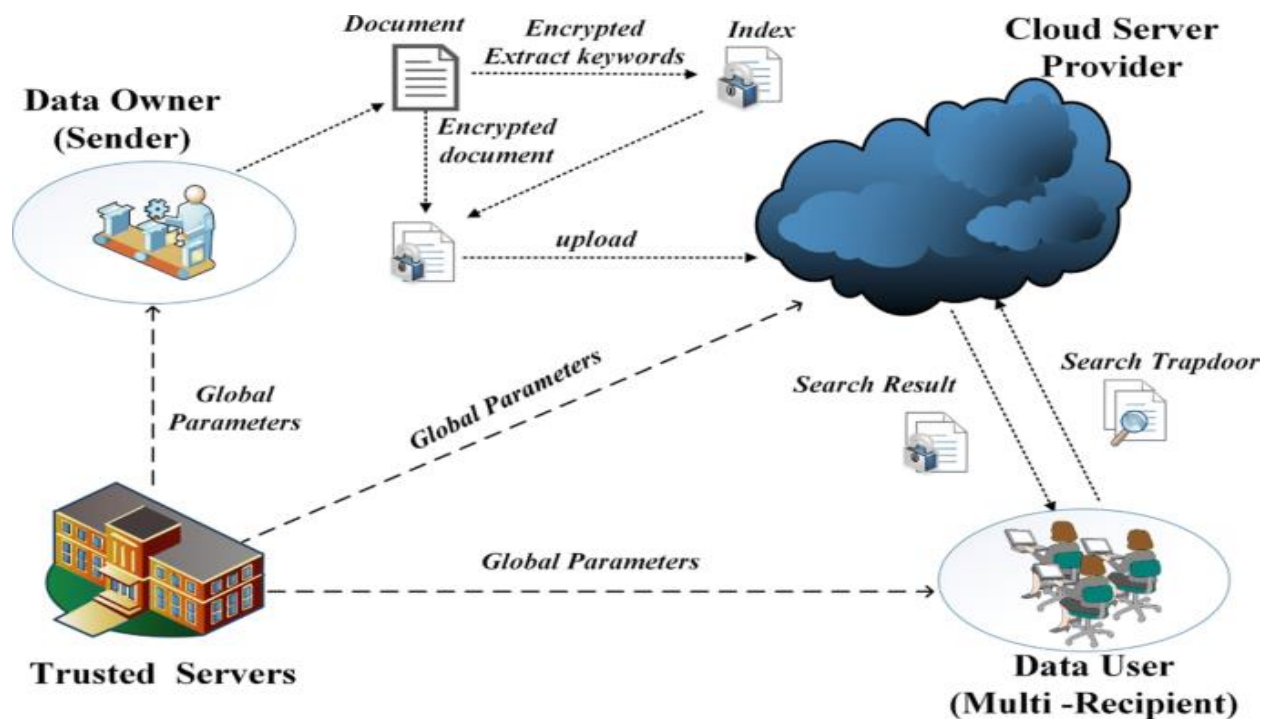 Document
Encrypted
Extract keywords
Index
Cloud Server
Provider
Data Owner
(Sender)
Encrypted
document
upload
Global
Parameters
Global Parameters
Search Result
Search Trapdoor
Global Parameters
Trusted Servers
Data User
(Multi -Recipient)